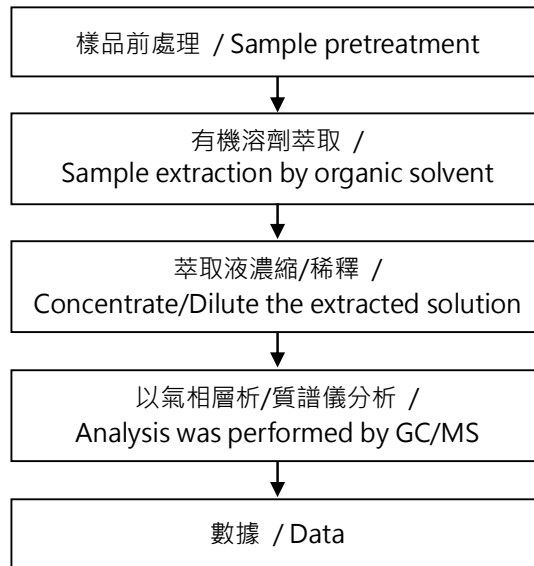 樣品前處理 / Sample pretreatment
有機溶劑萃取 /
Sample extraction by organic solvent
萃取液濃縮/稀釋 /
Concentrate/Dilute the extracted solution
以氣相層析/質譜儀分析 /
Analysis was performed by GC/MS
數據 / Data